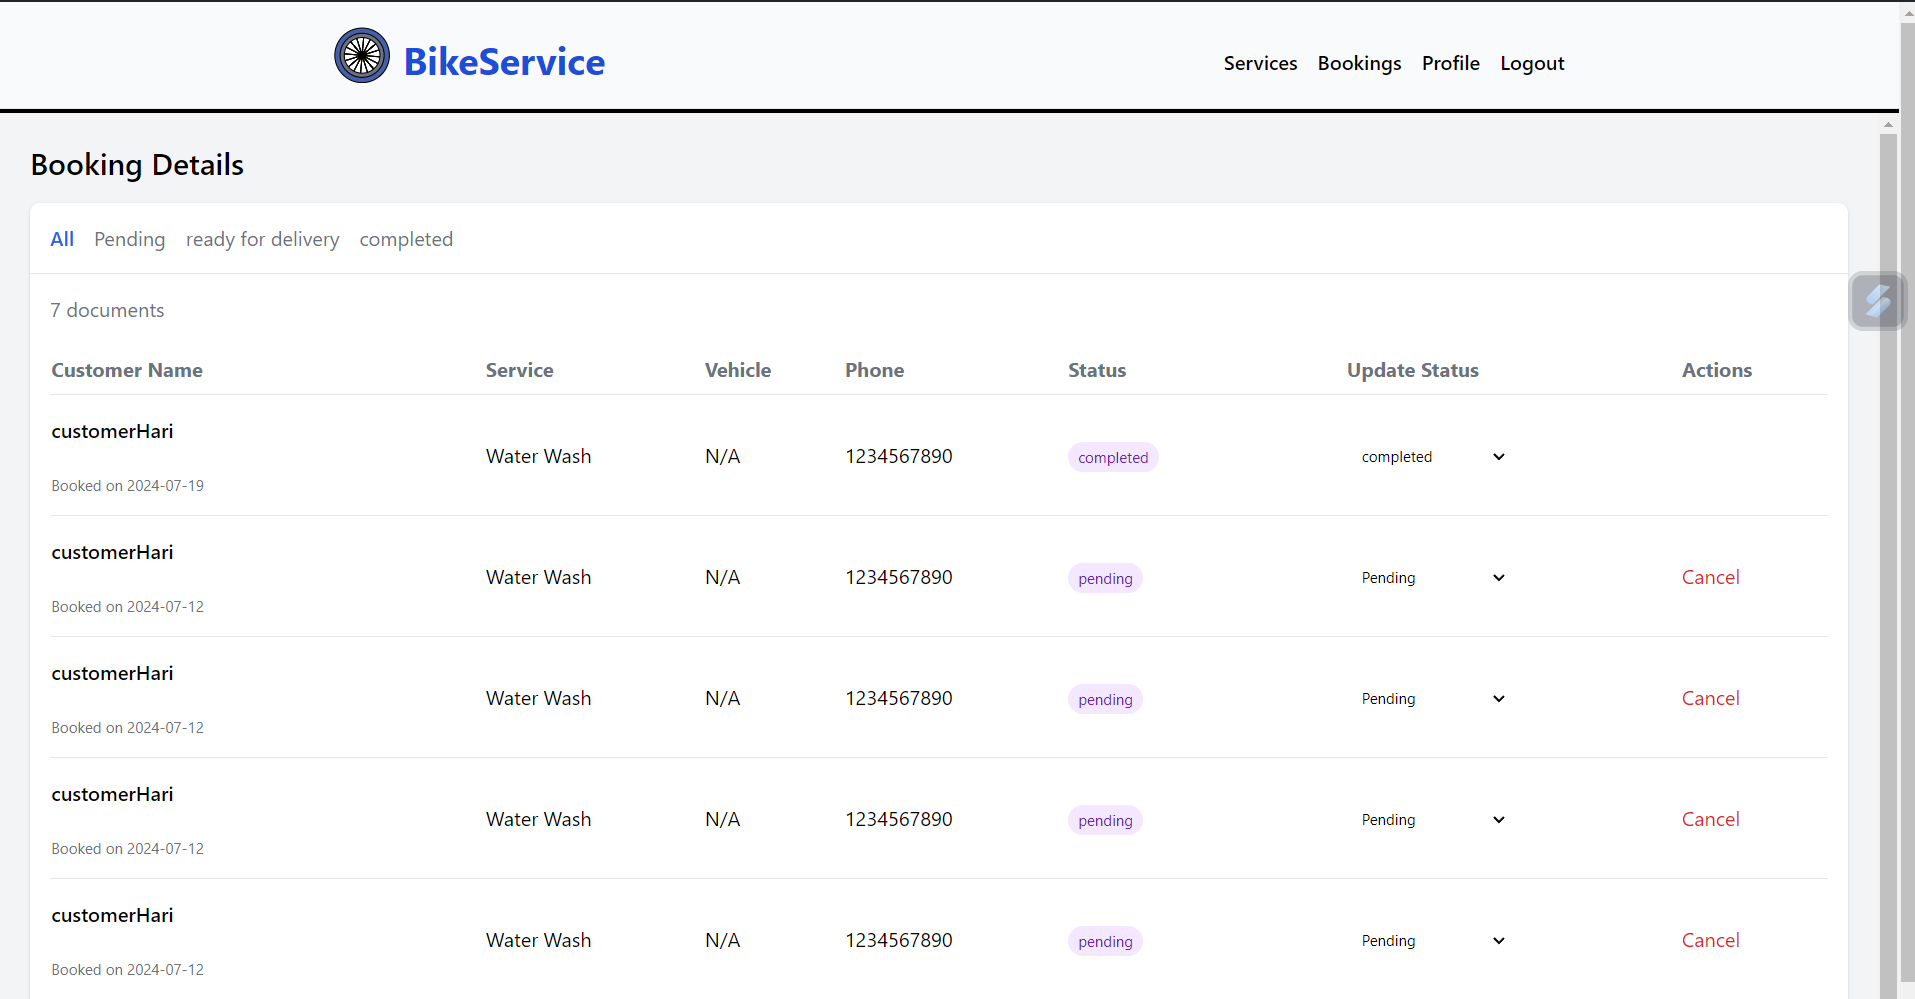 BikeService
Services Bookings Profile Logout
Booking Details
All Pending ready for delivery completed
7 documents
Customer Name Service Vehicle Phone Status Update Status Actions
customerHari
Water Wash N/A 1234567890 completed completed
Booked on 2024-07-19
customerHari
Water Wash N/A 1234567890 pending Pending Cancel
Booked on 2024-07-12
customerHari
Water Wash N/A 1234567890 pending Pending Cancel
Booked on 2024-07-12
customerHari
Water Wash N/A 1234567890 pending Pending Cancel
Booked on 2024-07-12
customerHari
Water Wash N/A 1234567890 pending Pending Cancel
Booked on 2024-07-12